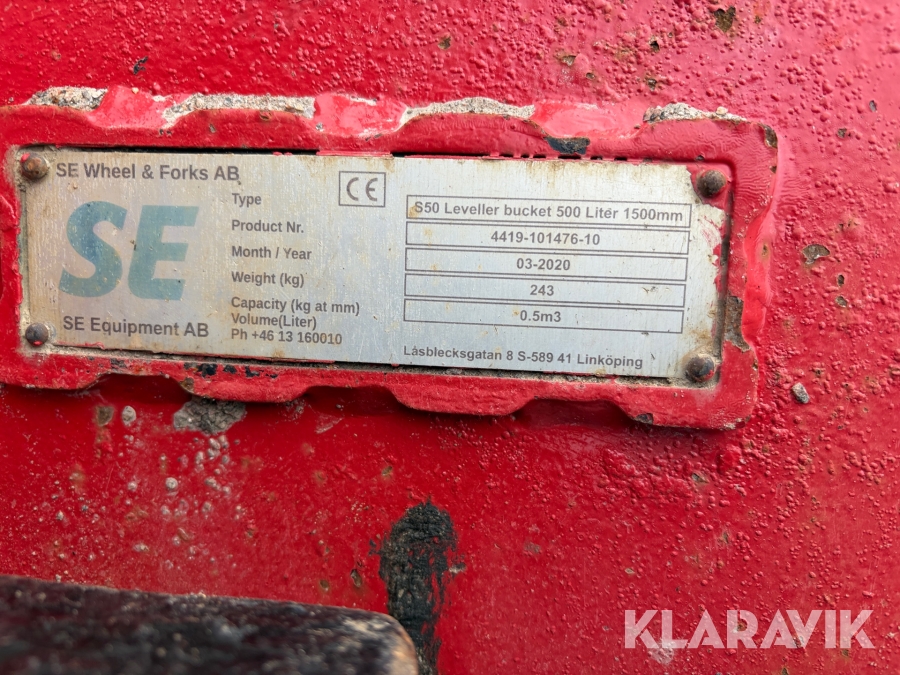 SE Wheel & Forks AB
CE
SE
SE Equipment AB
Type S50 Leveller bucket 500 Liter 1500mm
Product Nr. 4419-101476-10
Month / Year 03-2020
Weight (kg) 243
Capacity (kg at mm) 0.5m3
Volume(Liter)
Ph +46 13 160010
Låsblecksgatan 8 S-589 41 Linköping
KLARAVIK